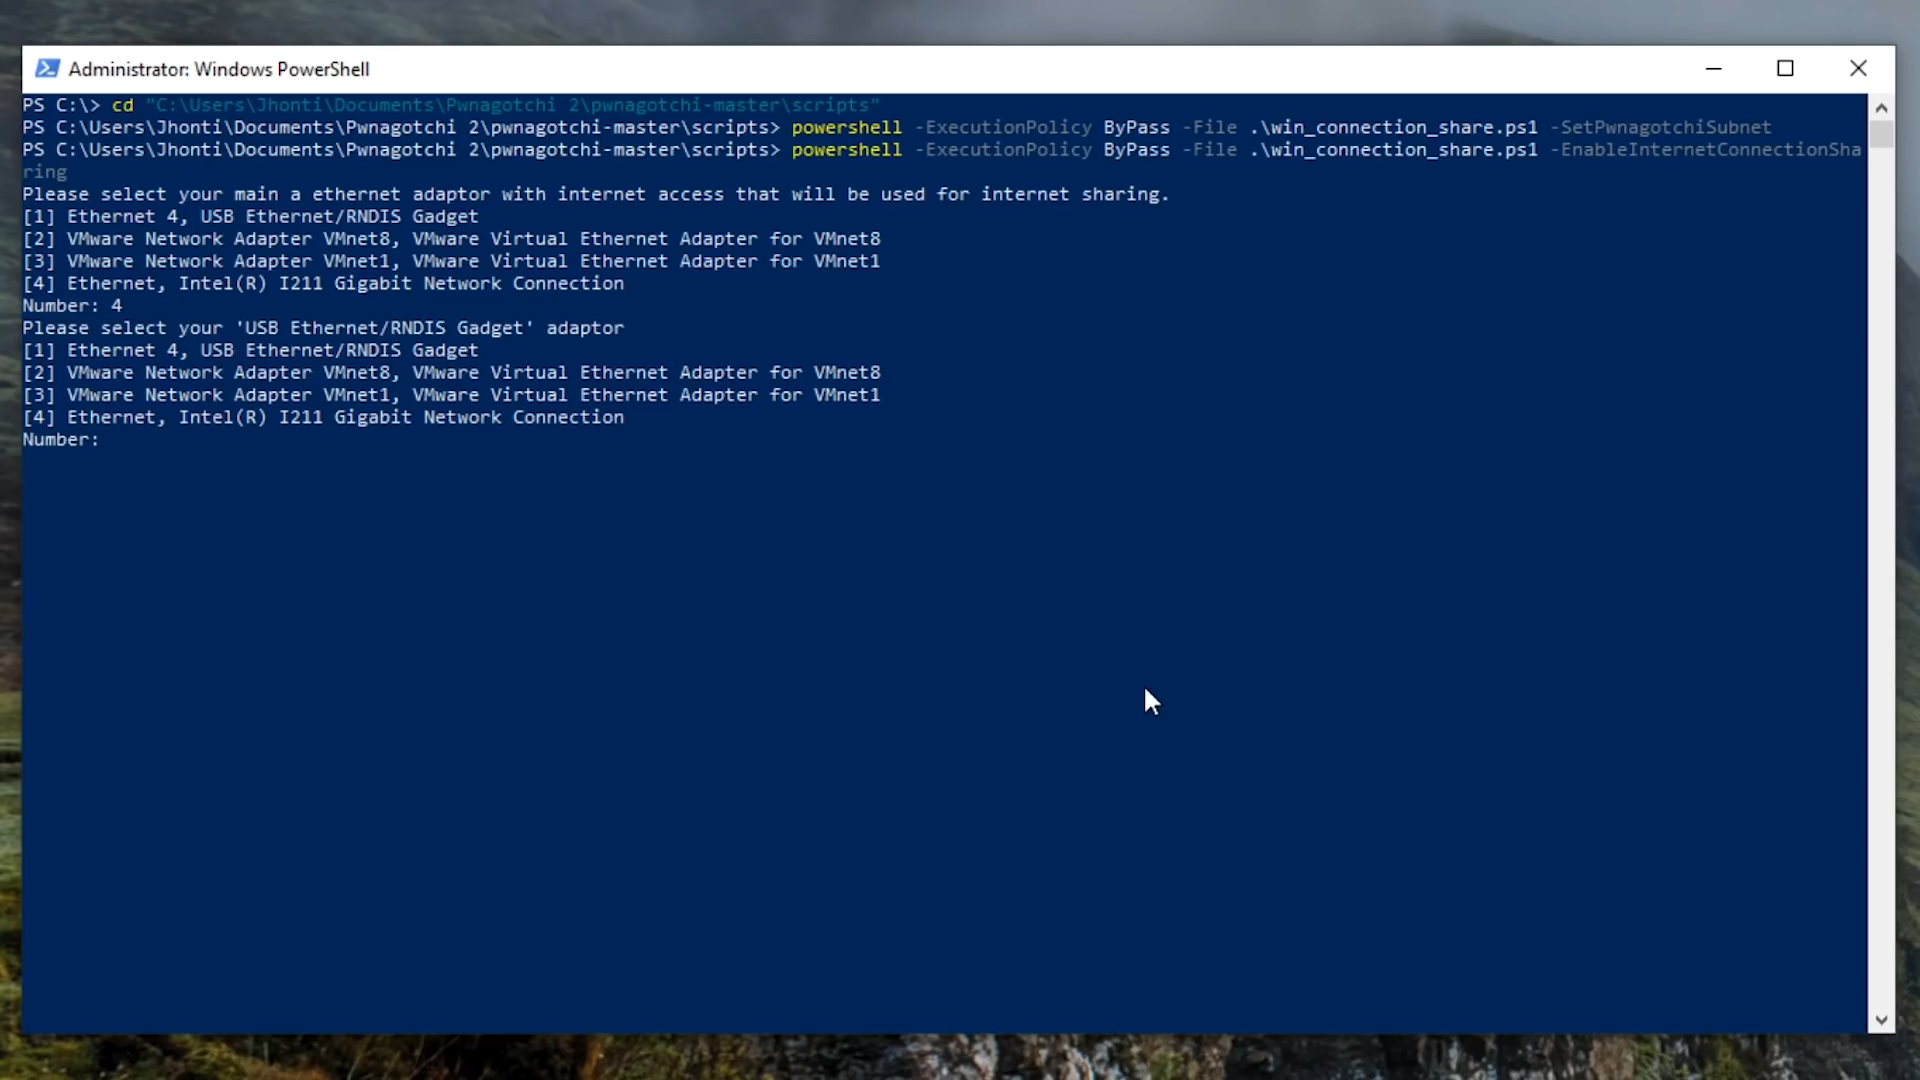 Administrator: Windows PowerShell
PS C:\> cd "C:\Users\Jhonti\Documents\Pwnagotchi 2\pwnagotchi-master\scripts"
PS C:\Users\Jhonti\Documents\Pwnagotchi 2\pwnagotchi-master\scripts> powershell -ExecutionPolicy ByPass -File .\win_connection_share.ps1 -SetPwnagotchiSubnet
PS C:\Users\Jhonti\Documents\Pwnagotchi 2\pwnagotchi-master\scripts> powershell -ExecutionPolicy ByPass -File .\win_connection_share.ps1 -EnableInternetConnectionSha
ring
Please select your main a ethernet adaptor with internet access that will be used for internet sharing.
[1] Ethernet 4, USB Ethernet/RNDIS Gadget
[2] VMware Network Adapter VMnet8, VMware Virtual Ethernet Adapter for VMnet8
[3] VMware Network Adapter VMnet1, VMware Virtual Ethernet Adapter for VMnet1
[4] Ethernet, Intel(R) I211 Gigabit Network Connection
Number: 4
Please select your 'USB Ethernet/RNDIS Gadget' adaptor
[1] Ethernet 4, USB Ethernet/RNDIS Gadget
[2] VMware Network Adapter VMnet8, VMware Virtual Ethernet Adapter for VMnet8
[3] VMware Network Adapter VMnet1, VMware Virtual Ethernet Adapter for VMnet1
[4] Ethernet, Intel(R) I211 Gigabit Network Connection
Number: